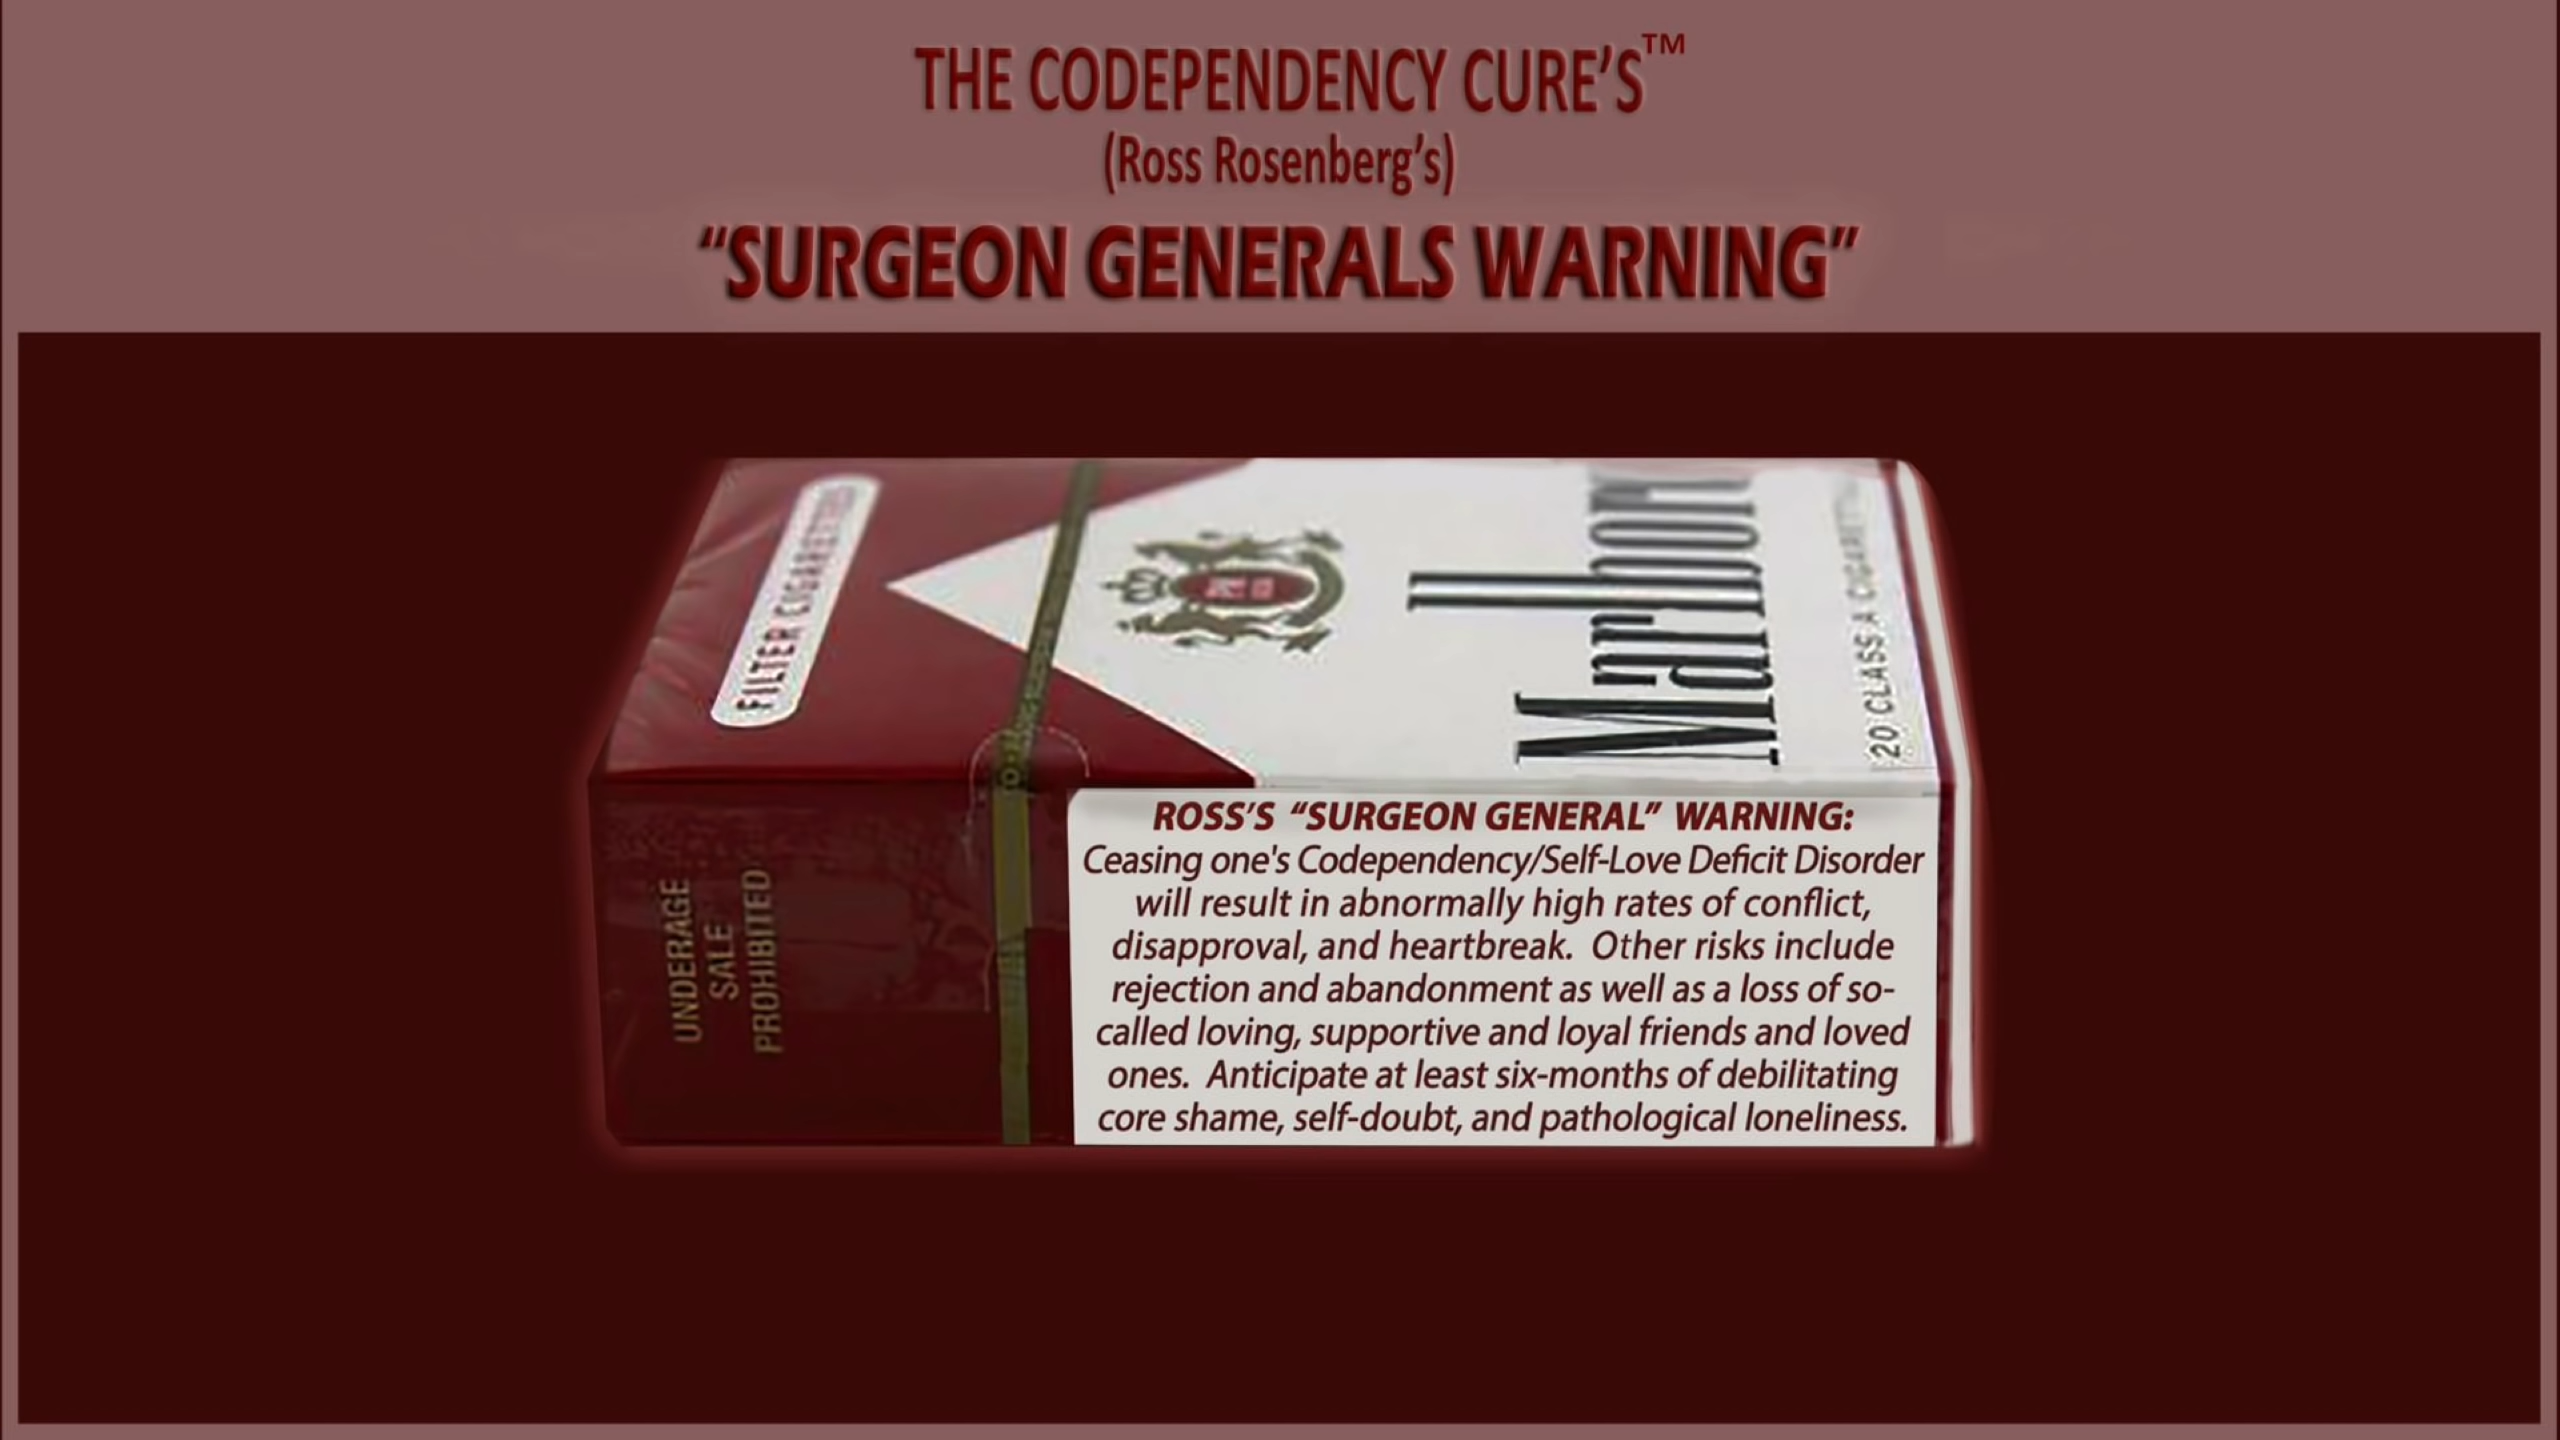 THE CODEPENDENCY CURE'S™
(Ross Rosenberg's)
"SURGEON GENERALS WARNING"
FILTER CIGARETTES
20 CLASS A
UNDERAGE
SALE
PROHIBITED
ROSS'S "SURGEON GENERAL" WARNING:
Ceasing one's Codependency/Self-Love Deficit Disorder
will result in abnormally high rates of conflict,
disapproval, and heartbreak. Other risks include
rejection and abandonment as well as a loss of so-
called loving, supportive and loyal friends and loved
ones. Anticipate at least six-months of debilitating
core shame, self-doubt, and pathological loneliness.